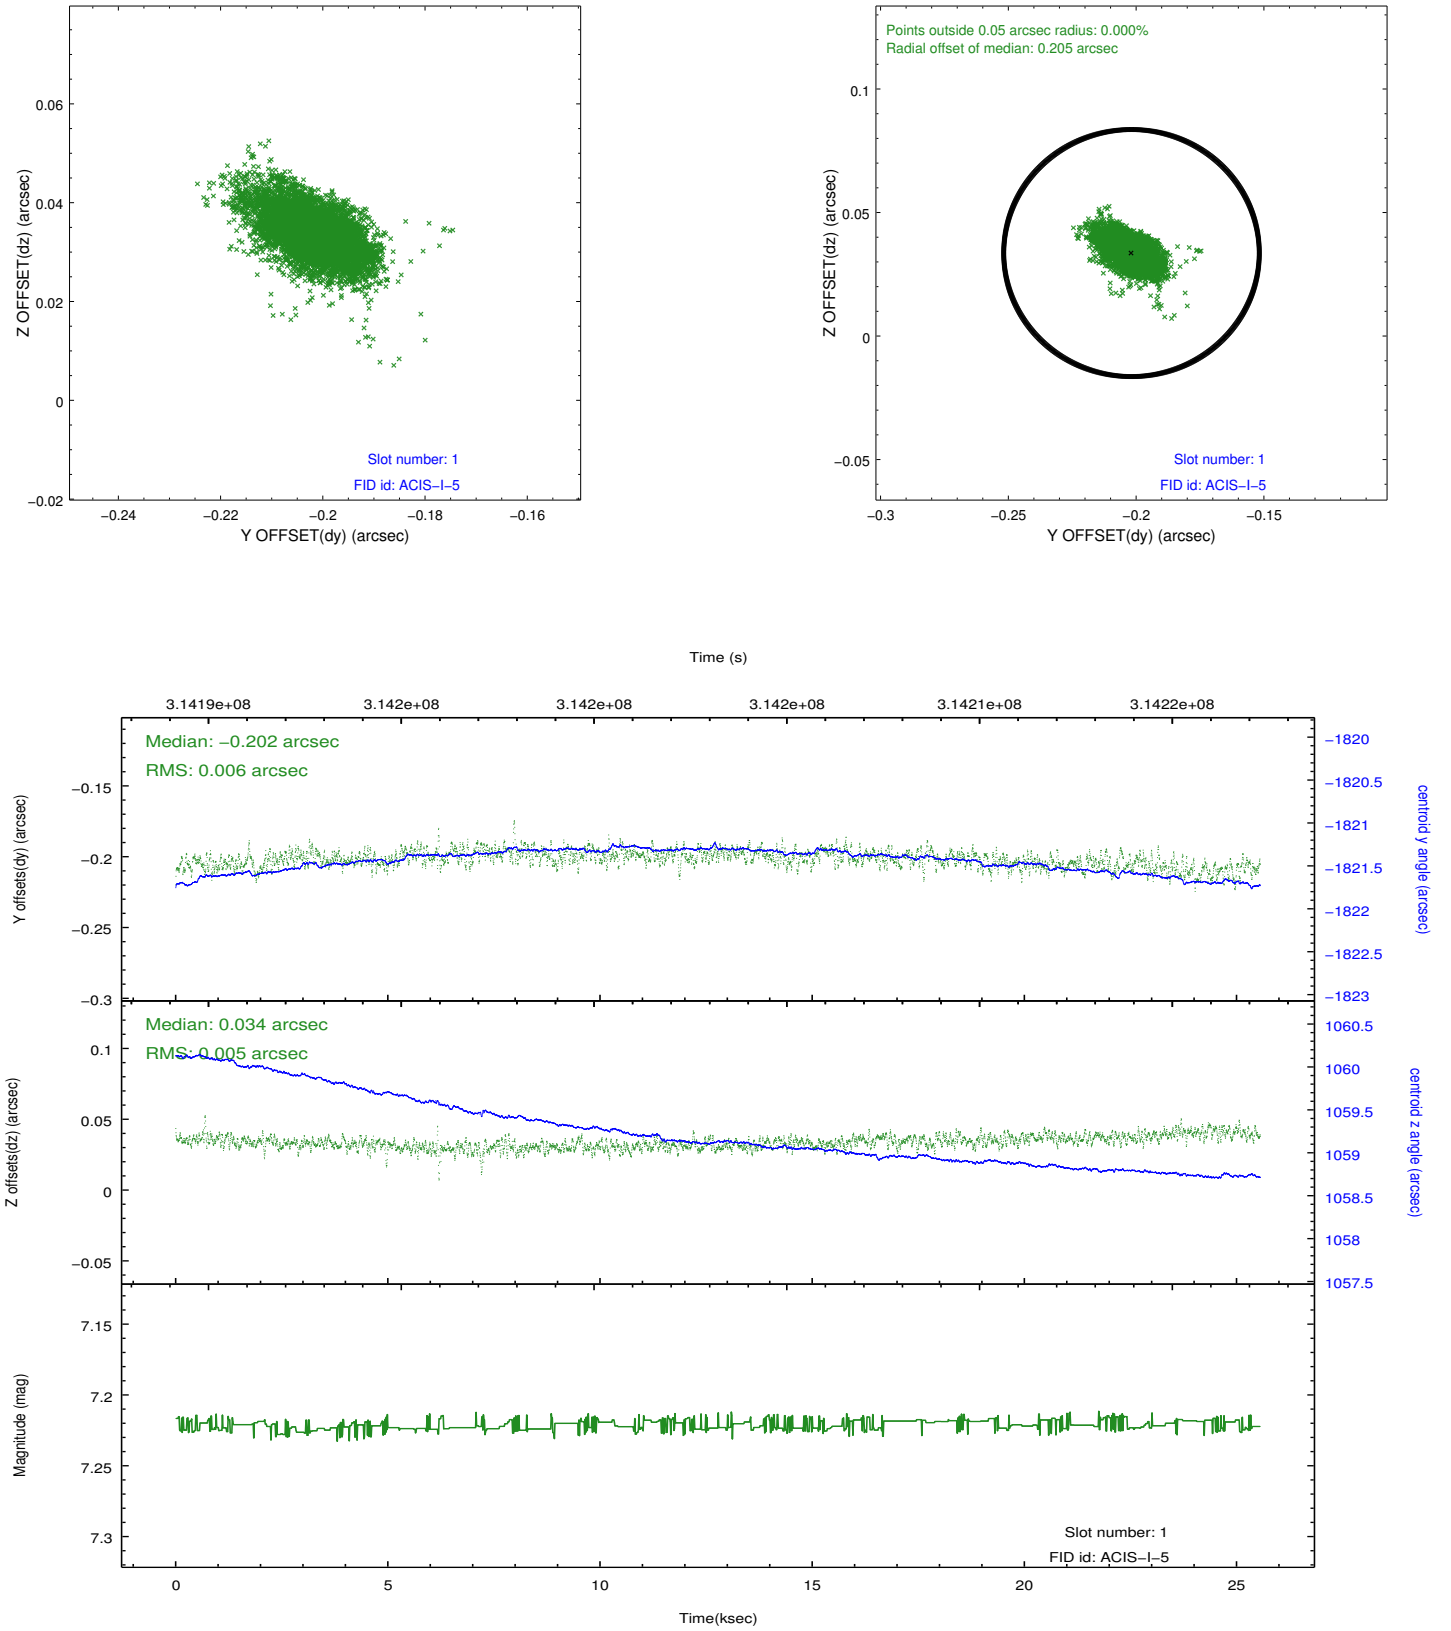 0.06
0.04
0.02
0
−0.02
Z OFFSET(dz) (arcsec)
Slot number: 1
FID id: ACIS−I−5
−0.24 −0.22 −0.2 −0.18 −0.16
Y OFFSET(dy) (arcsec)
Points outside 0.05 arcsec radius: 0.000%
Radial offset of median: 0.205 arcsec
0.1
0.05
0
−0.05
Z OFFSET(dz) (arcsec)
Slot number: 1
FID id: ACIS−I−5
−0.3 −0.25 −0.2 −0.15
Y OFFSET(dy) (arcsec)
Time (s)
3.1419e+08 3.142e+08 3.142e+08 3.142e+08 3.1421e+08 3.1422e+08
Median: −0.202 arcsec
RMS: 0.006 arcsec
−0.15
−0.2
−0.25
−0.3
Y offsets(dy) (arcsec)
−1820
−1820.5
−1821
−1821.5
−1822
−1822.5
−1823
centroid y angle (arcsec)
Median: 0.034 arcsec
RMS: 0.005 arcsec
0.1
0.05
0
−0.05
Z offsets(dz) (arcsec)
1060.5
1060
1059.5
1059
1058.5
1058
1057.5
centroid z angle (arcsec)
7.15
7.2
7.25
7.3
Magnitude (mag)
Slot number: 1
FID id: ACIS−I−5
0 5 10 15 20 25
Time(ksec)